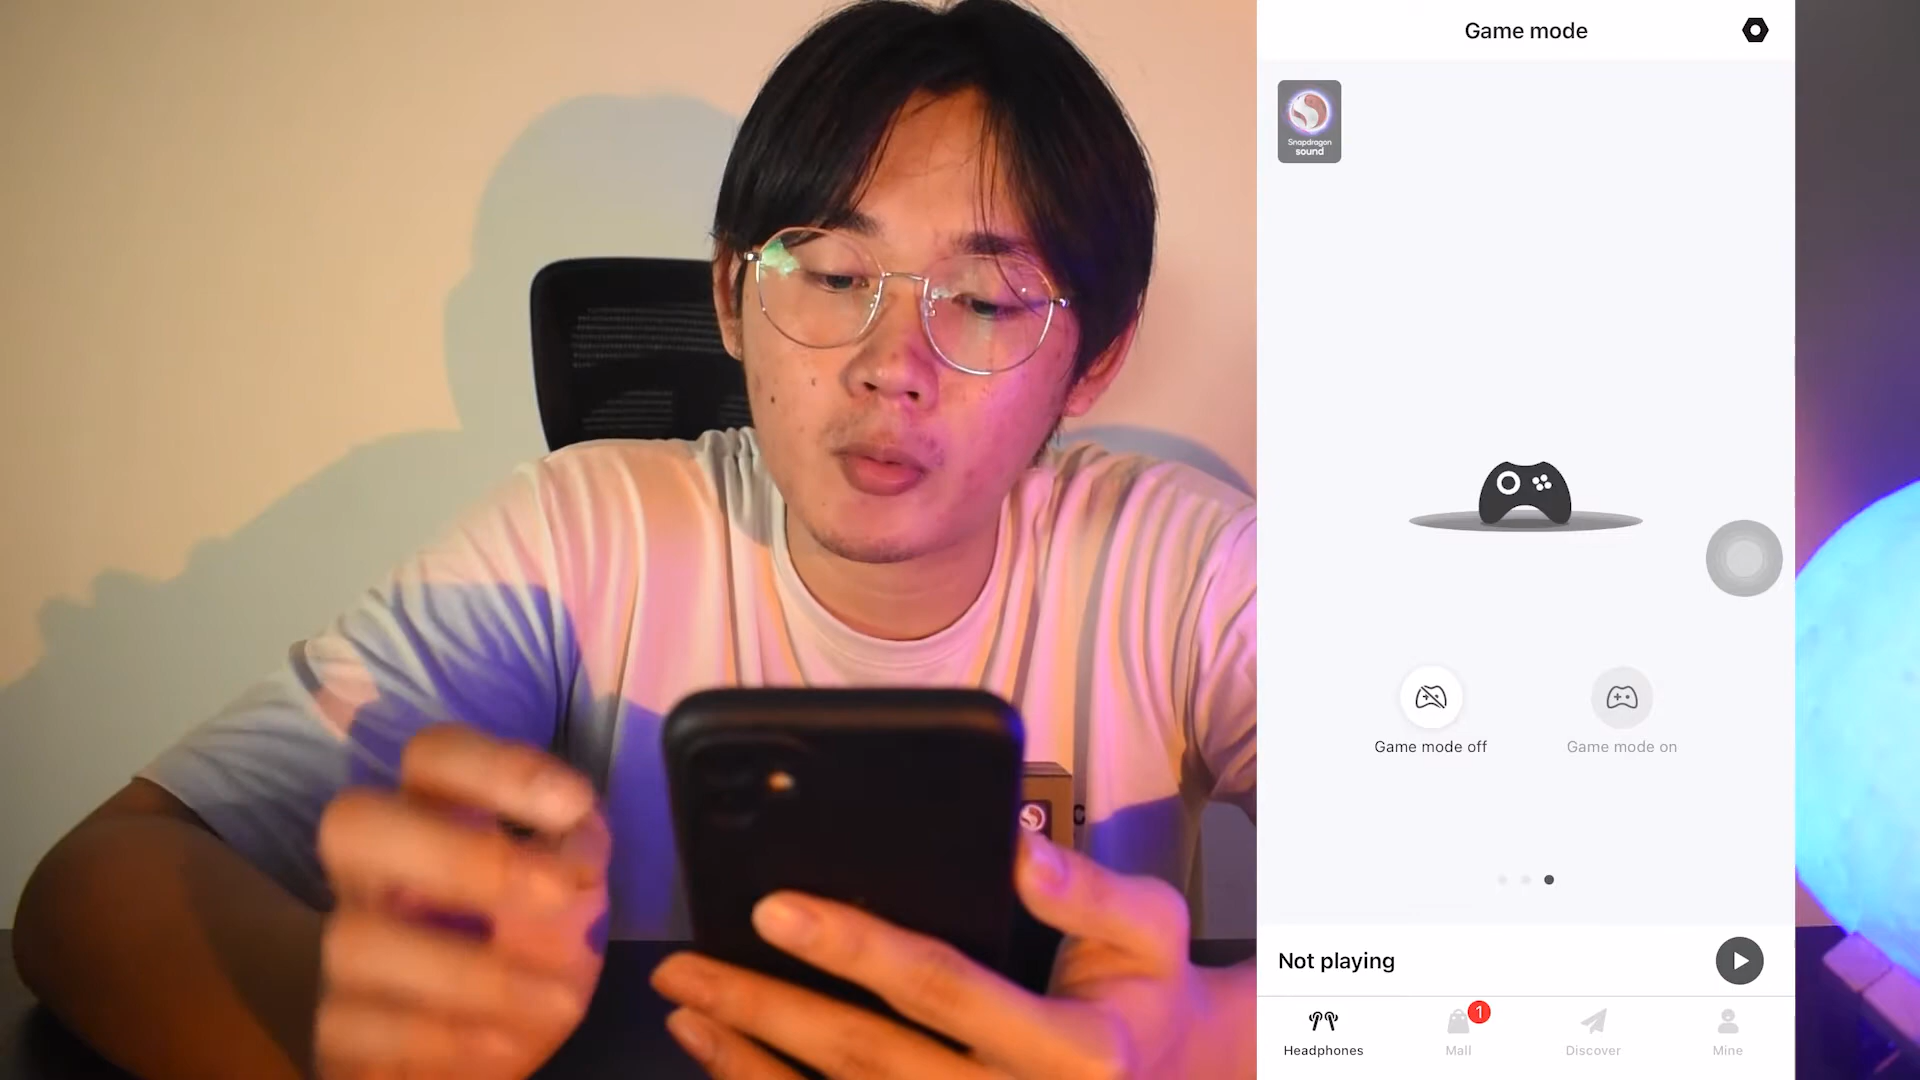 Game mode
Snapdragon
sound
Game mode off
Game mode on
Not playing
1
Headphones
Mall
Discover
Mine